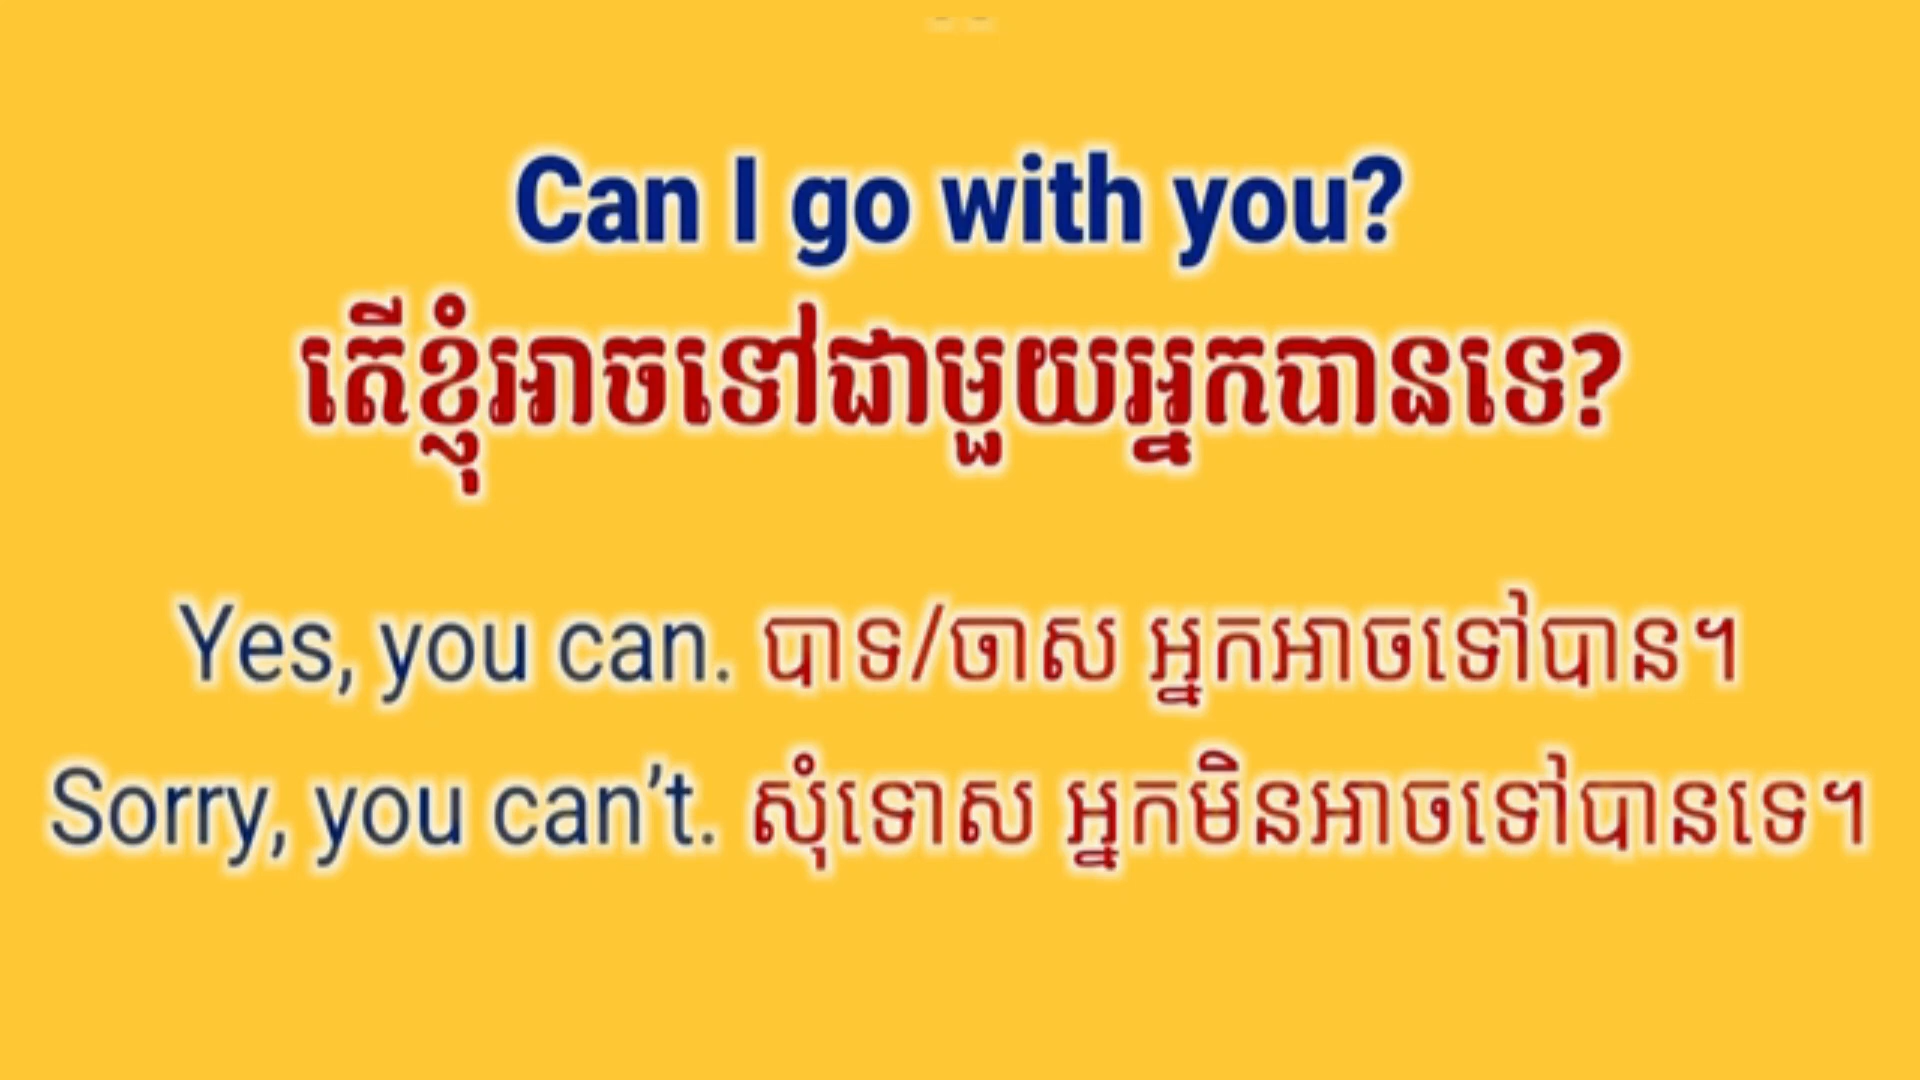 Can I go with you?
តើខ្ញុំអាចទៅជាមួយអ្នកបានទេ?
Yes, you can. បាទ/ចាស អ្នកអាចទៅបាន។
Sorry, you can’t. សុំទោស អ្នកមិនអាចទៅបានទេ។